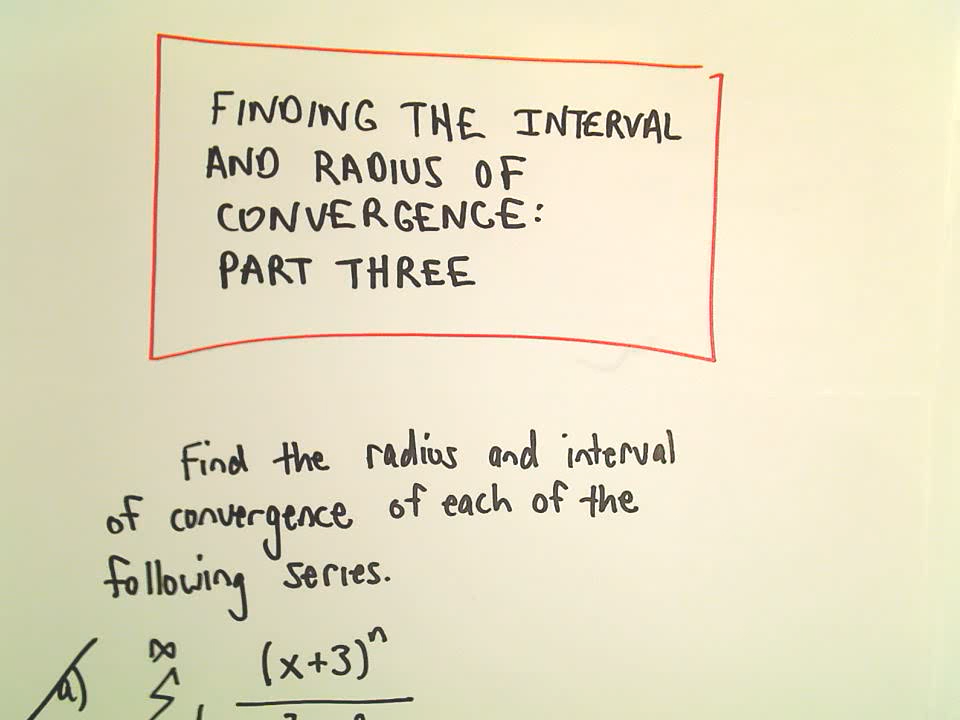 FINDING THE INTERVAL
AND RADIUS OF
CONVERGENCE:
PART THREE
Find the radius and interval
of convergence of each of the
following series.
a) ∞ Σ (x+3)^n